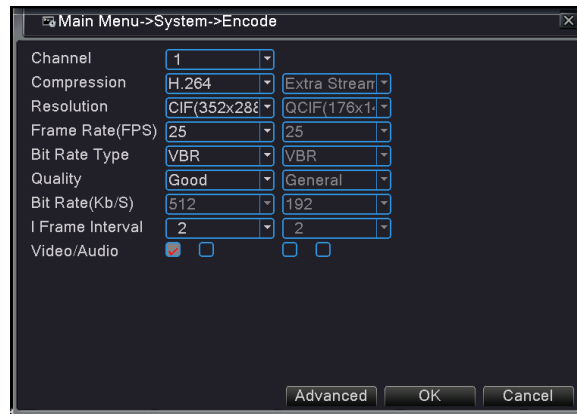 Main Menu->System->Encode
Channel 1
Compression H.264 Extra Stream
Resolution CIF(352x288 QCIF(176x14
Frame Rate(FPS) 25 25
Bit Rate Type VBR VBR
Quality Good General
Bit Rate(Kb/S) 512 192
I Frame Interval 2 2
Video/Audio
Advanced OK Cancel